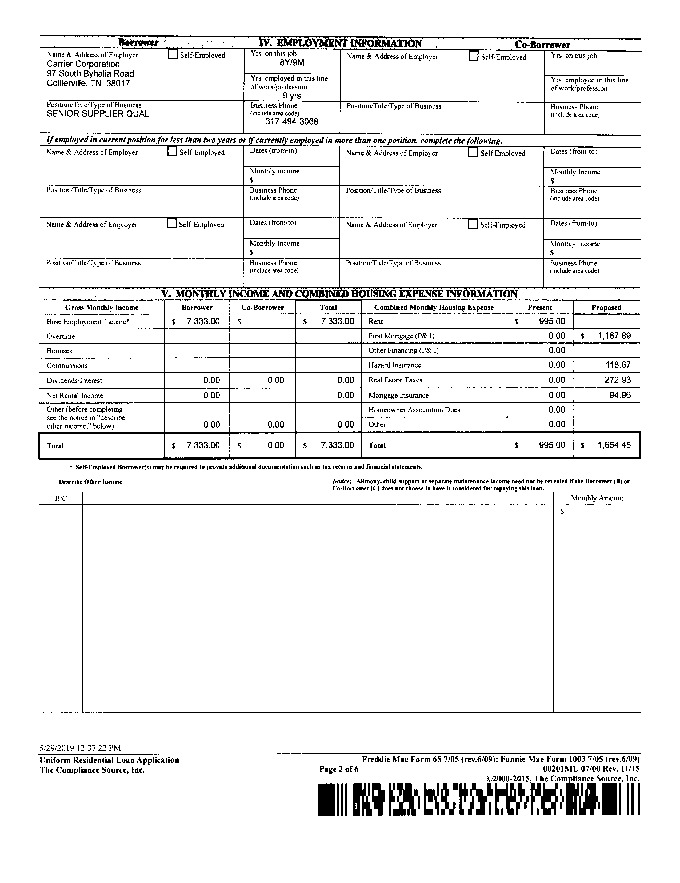 Borrower IV. EMPLOYMENT INFORMATION Co-Borrower
Name & Address of Employer Self-Employed Yrs on this job Name & Address of Employer Self-Employed Yrs on this job
Carrier Corporation 8Y/9M
97 South Byhalia Road
Collierville, TN 38017
Yrs employed in this line of work/profession Yrs employed in this line of work/profession
9 yrs
Position/Title/Type of Business Business Phone (include area code) Position/Title/Type of Business Business Phone (include area code)
SENIOR SUPPLIER QUAL
If employed in current position for less than two years or if currently employed in more than one position, complete the following.
Name & Address of Employer Self Employed Dates (from-to) Name & Address of Employer Self Employed Dates (from-to)
Monthly Income Monthly Income
$ $
Position/Title/Type of Business Business Phone Position/Title/Type of Business Business Phone
(include area code) (include area code)
Name & Address of Employer Self Employed Dates (from-to) Name & Address of Employer Self-Employed Dates (from-to)
Monthly Income Monthly Income
$ $
Position/Title/Type of Business Business Phone Position/Title/Type of Business Business Phone
(include area code) (include area code)
V. MONTHLY INCOME AND COMBINED HOUSING EXPENSE INFORMATION
Gross Monthly Income Borrower Co-Borrower Total Combined Monthly Housing Expense Present Proposed
Base Employment Income* $ 7,333.00 $ $ 7,333.00 Rent $ 995.00
Overtime First Mortgage (P&I) 0.00 $
Bonuses Other Financing (P&I) 0.00
Commissions Hazard Insurance 0.00 118.67
Dividends/Interest 0.00 0.00 0.00 Real Estate Taxes 0.00 272.93
Net Rental Income 0.00 0.00 Mortgage Insurance 0.00
Other (before completing Homeowner Association Dues 0.00
see the notice in "describe
other income," below) 0.00 0.00 0.00 Other 0.00
Total $ 7,333.00 $ 0.00 $ 7,333.00 Total $ 995.00 $ 1,654.45
* Self-Employed Borrower(s) may be required to provide additional documentation such as tax returns and financial statements.
Describe Other Income Notice: Alimony, child support or separate maintenance income need not be revealed if the Borrower (B) or
Co-Borrower (C) does not choose to have it considered for repaying this loan.
B/C Monthly Amount
$
5/29/2019 12:37:22 PM
Uniform Residential Loan Application Freddie Mac Form 65 7/05 (rev.6/09); Fannie Mae Form 1003 7/05 (rev.6/09)
The Compliance Source, Inc. Page 2 of 6 00201ML 07/00 Rev. 11/15
2000-2015, The Compliance Source, Inc.